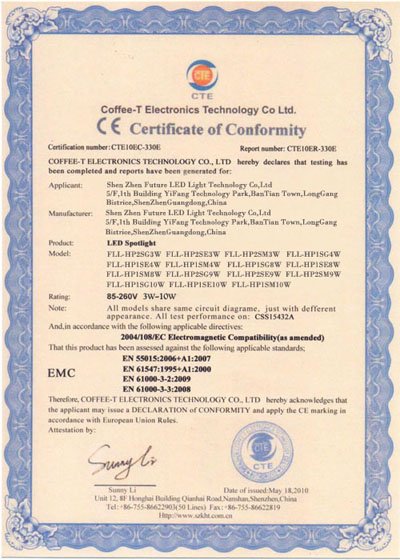 CTE
Coffee-T Electronics Technology Co Ltd.
CE Certificate of Conformity
Certification number: CTE10EC-330E Report number: CTE10ER-330E
COFFEE-T ELECTRONICS TECHNOLOGY CO., LTD hereby declares that testing has
been completed and reports have been generated for:
Applicant: Shen Zhen Future LED Light Technology Co,Ltd
5/F,1th Building YiFang Technology Park,BanTian Town,LongGang
Bistrice,ShenZhenGuangdong,China
Manufacturer: Shen Zhen Future LED Light Technology Co,Ltd
5/F,1th Building YiFang Technology Park,BanTian Town,LongGang
Bistrice,ShenZhenGuangdong,China
Product: LED Spotlight
Model: FLL-HP2SG3W FLL-HP2SE3W FLL-HP2SM3W FLL-HP1SG4W
FLL-HP1SE4W FLL-HP1SM4W FLL-HP1SG8W FLL-HP1SE8W
FLL-HP1SM8W FLL-HP2SG9W FLL-HP2SE9W FLL-HP2SM9W
FLL-HP1SG10W FLL-HP1SE10W FLL-HP1SM10W
Rating: 85-260V 3W-10W
Note: All models share same circuit diagrame, just with defferent
appearance. All test performance on: CSS15432A
And,in accordance with the following applicable directives:
2004/108/EC Electromagnetic Compatibility(as amended)
That this product has been assessed against the following applicable standards;
EN 55015:2006+A1:2007
EMC EN 61547:1995+A1:2000
EN 61000-3-2:2009
EN 61000-3-3:2008
Therefore, COFFEE-T ELECTRONICS TECHNOLOGY CO., LTD hereby acknowledges that
the applicant may issue a DECLARATION of CONFORMITY and apply the CE marking in
accordance with European Union Rules.
Attestation by:
Sunny Li
CTE
Sunny Li Date of issued:May 18,2010
Unit 12, 8F Honghai Building Qianhai Road,Nanshan,Shenzhen,China
Tel:+86-755-86622903(50 Lines) Fax:+86-755-86622819
Http://www.szkht.com.cn